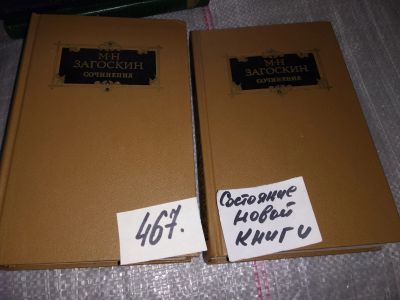 М·Н
ЗАГОСКИН
СОЧИНЕНИЯ
М·Н
ЗАГОСКИН
СОЧИНЕНИЯ
467.
Состояние
новой
книги